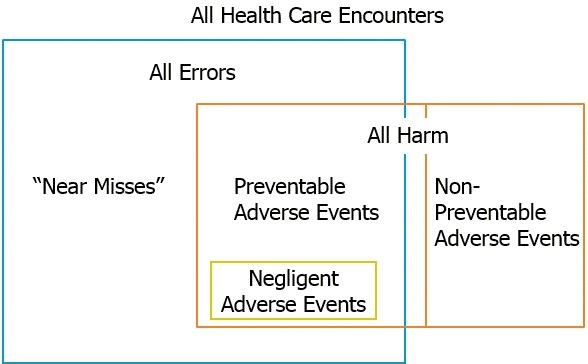 All Health Care Encounters
All Errors
All Harm
“Near Misses”
Preventable
Adverse Events
Non-
Preventable
Adverse Events
Negligent
Adverse Events